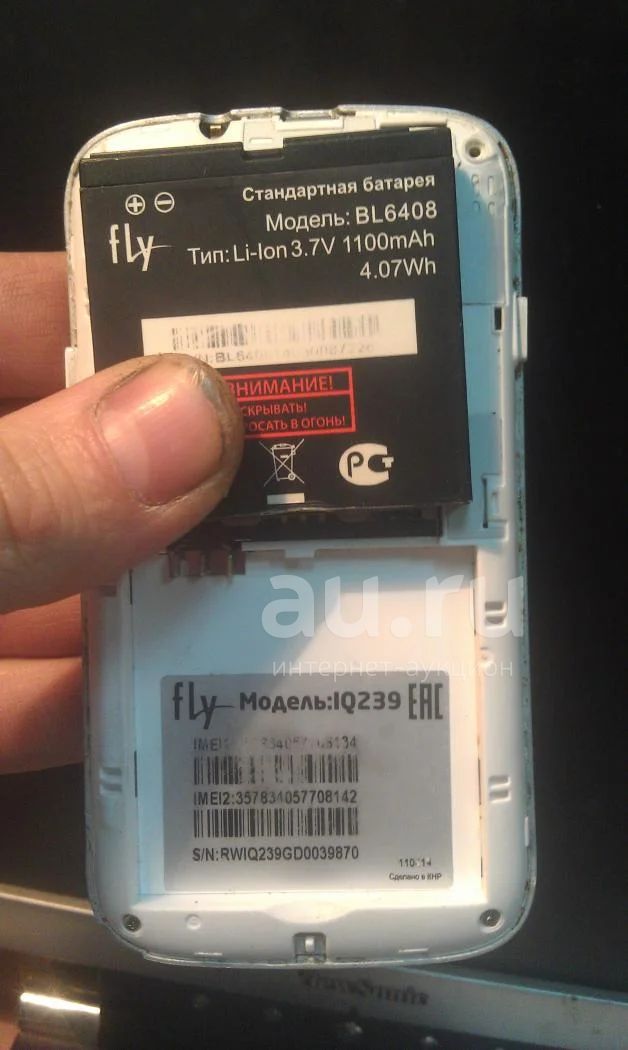 Стандартная батарея
fly
Модель: BL6408
Тип: Li-Ion 3.7V 1100mAh
4.07Wh
ВНИМАНИЕ!
В ОГОНЬ!
au.ru
интернет-аукцион
fly Модель:IQ239 EAC
IMEI2:357834057708142
S/N:RWIQ239GD0039870
Сделано в КНР